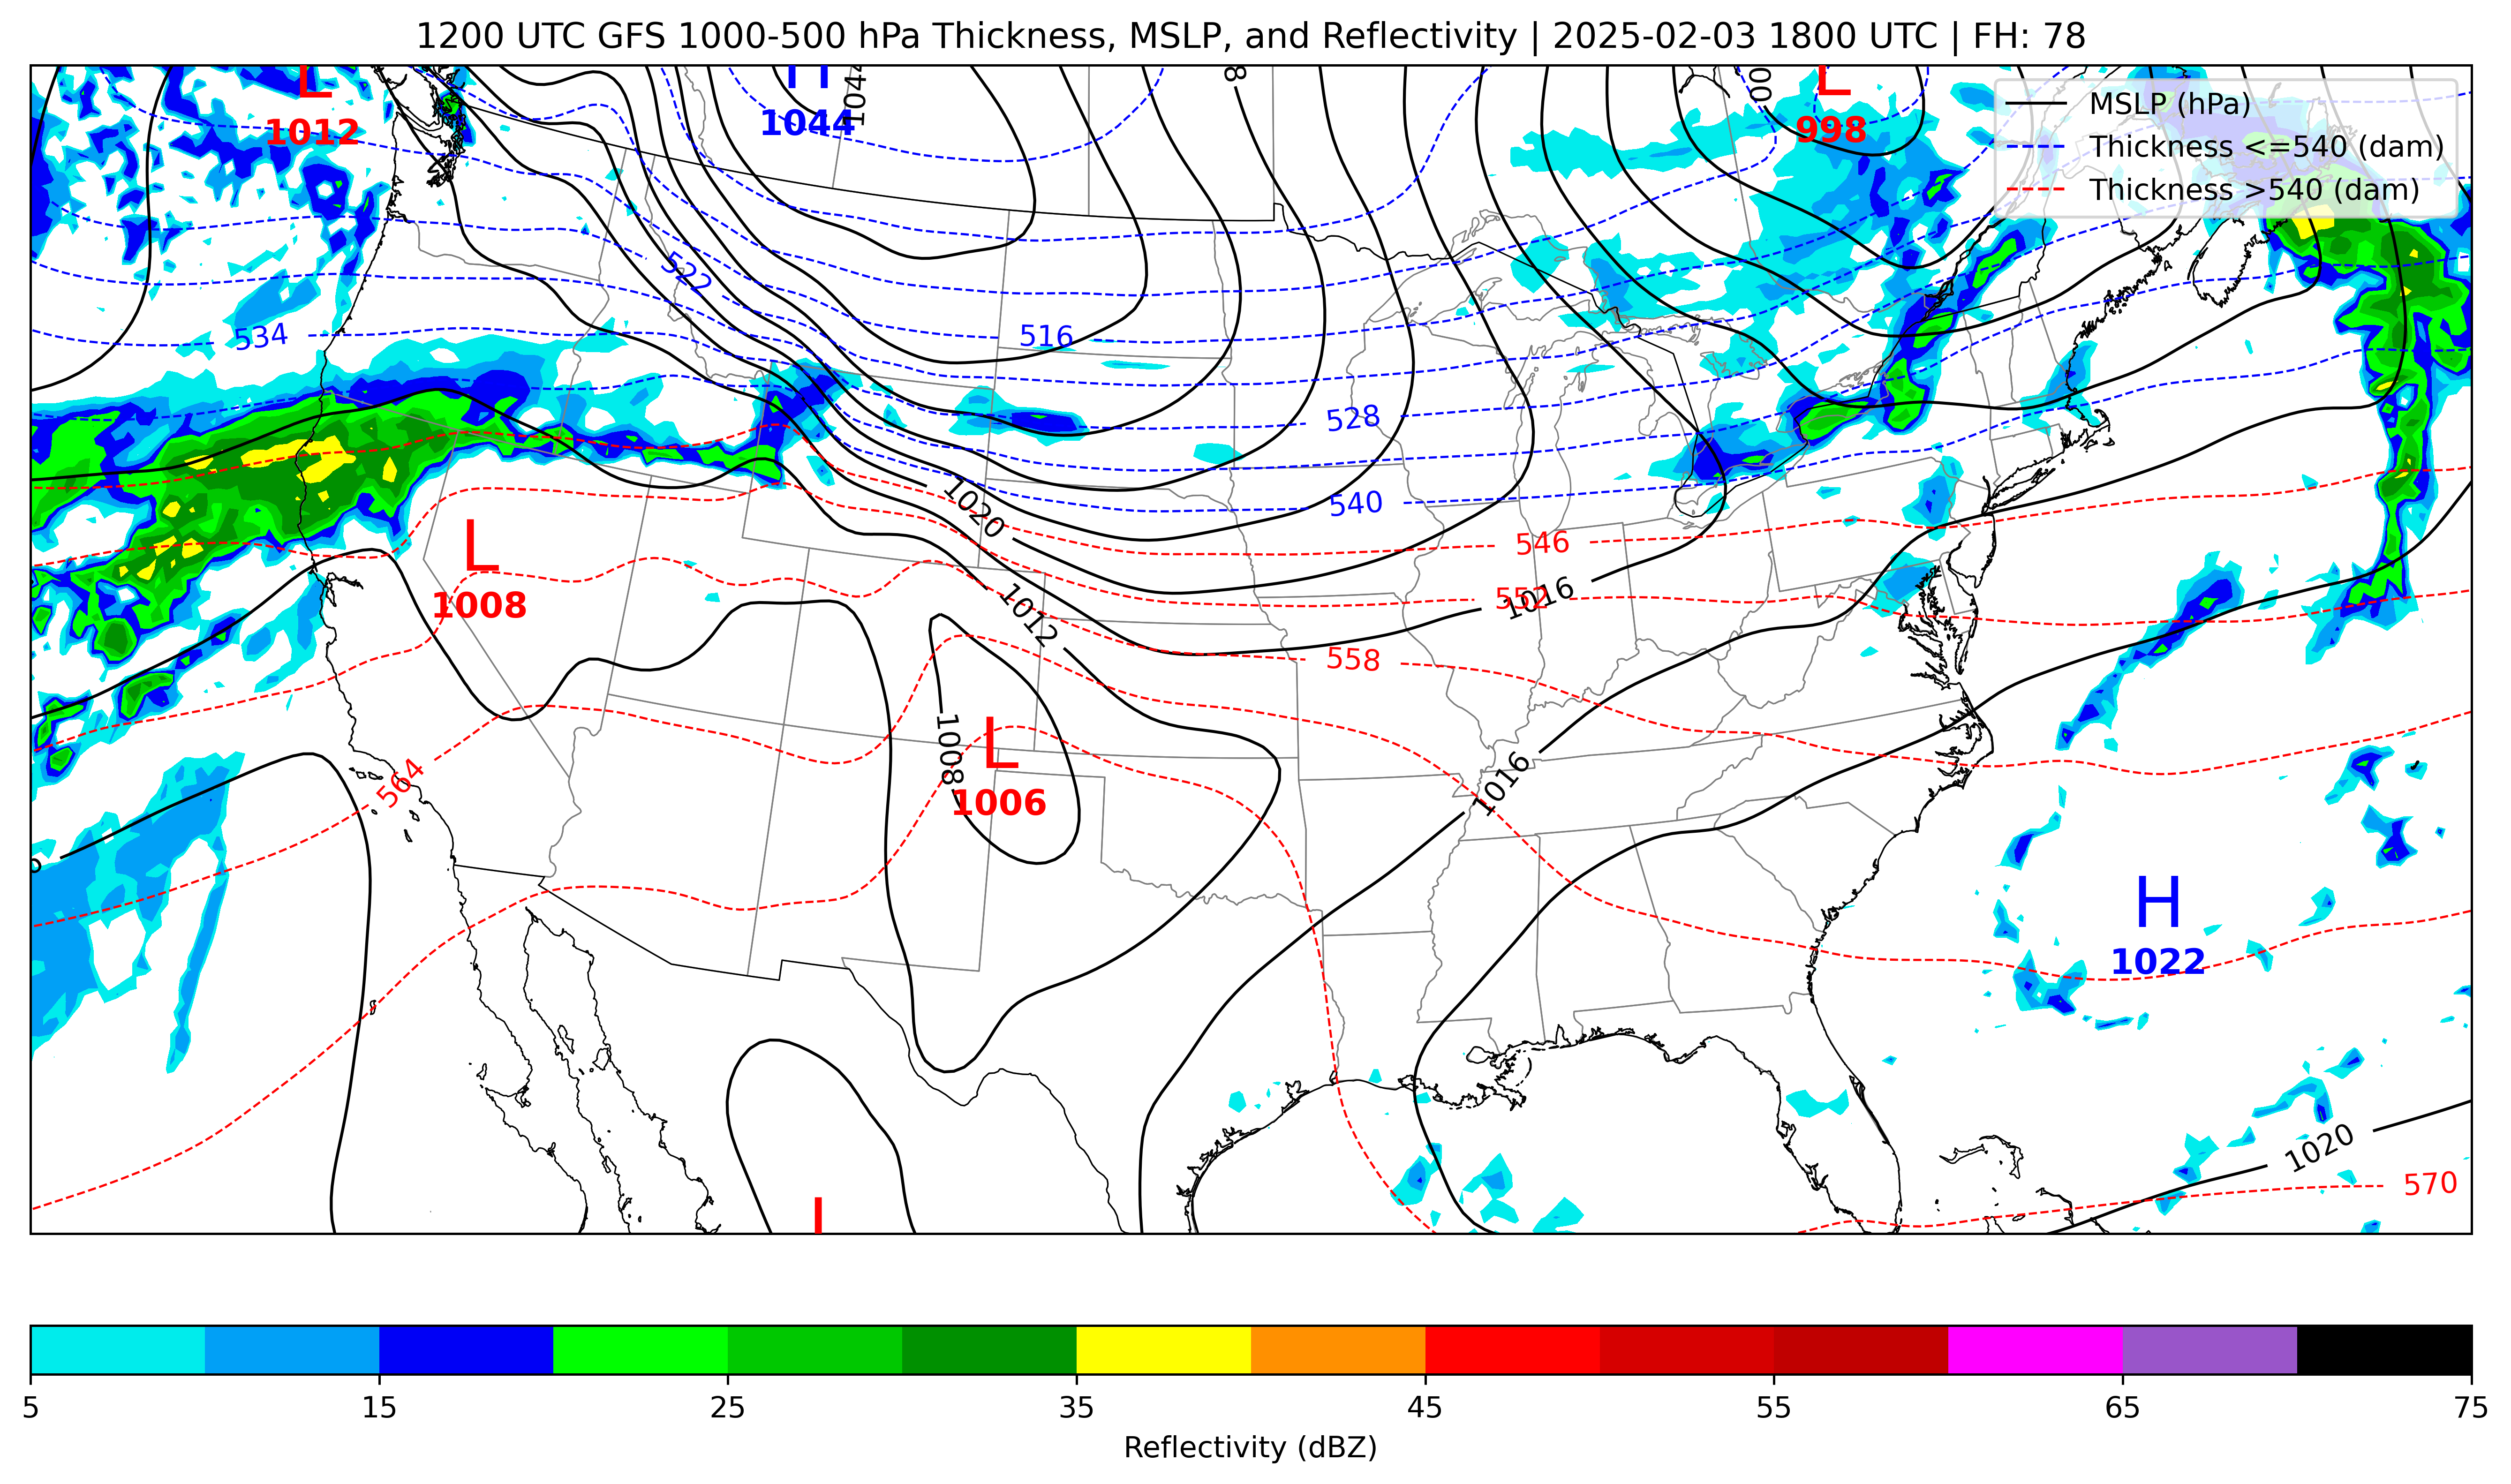 1200 UTC GFS 1000-500 hPa Thickness, MSLP, and Reflectivity | 2025-02-03 1800 UTC | FH: 78
MSLP (hPa)
Thickness <=540 (dam)
Thickness >540 (dam)
L
1012
H
1044
1044
L
998
522
534
516
528
540
1020
546
552
1016
1012
558
L
1008
1008
L
1006
564
1016
H
1022
1020
570
L
5
15
25
35
45
55
65
75
Reflectivity (dBZ)